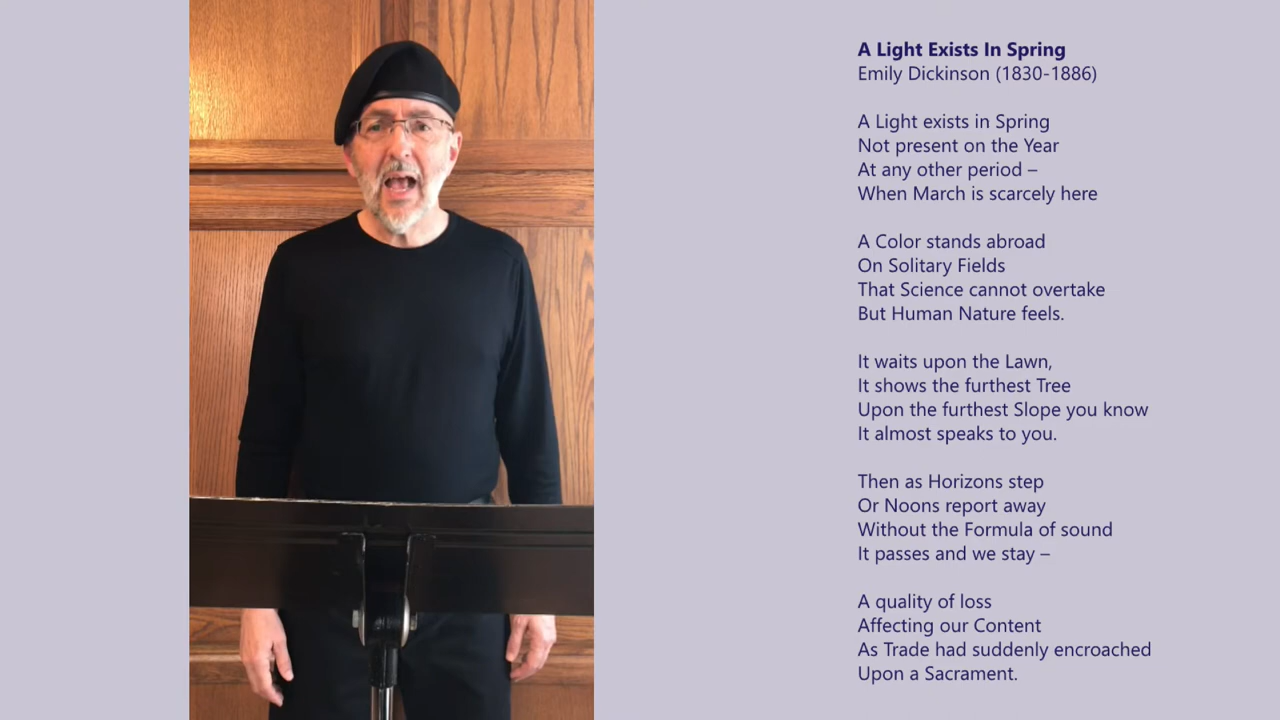 A Light Exists In Spring
Emily Dickinson (1830-1886)
A Light exists in Spring
Not present on the Year
At any other period –
When March is scarcely here
A Color stands abroad
On Solitary Fields
That Science cannot overtake
But Human Nature feels.
It waits upon the Lawn,
It shows the furthest Tree
Upon the furthest Slope you know
It almost speaks to you.
Then as Horizons step
Or Noons report away
Without the Formula of sound
It passes and we stay –
A quality of loss
Affecting our Content
As Trade had suddenly encroached
Upon a Sacrament.